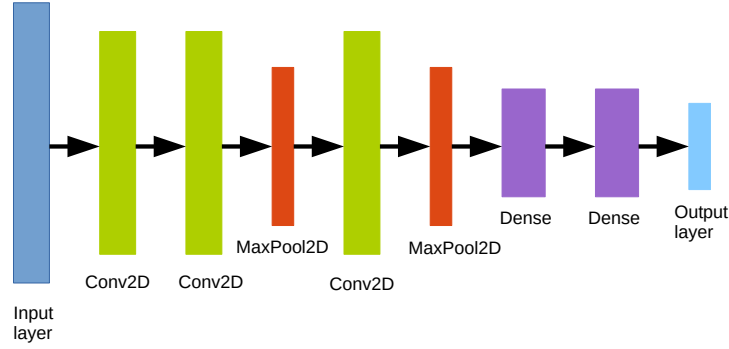 Input
layer
Conv2D
Conv2D
MaxPool2D
Conv2D
MaxPool2D
Dense
Dense
Output
layer